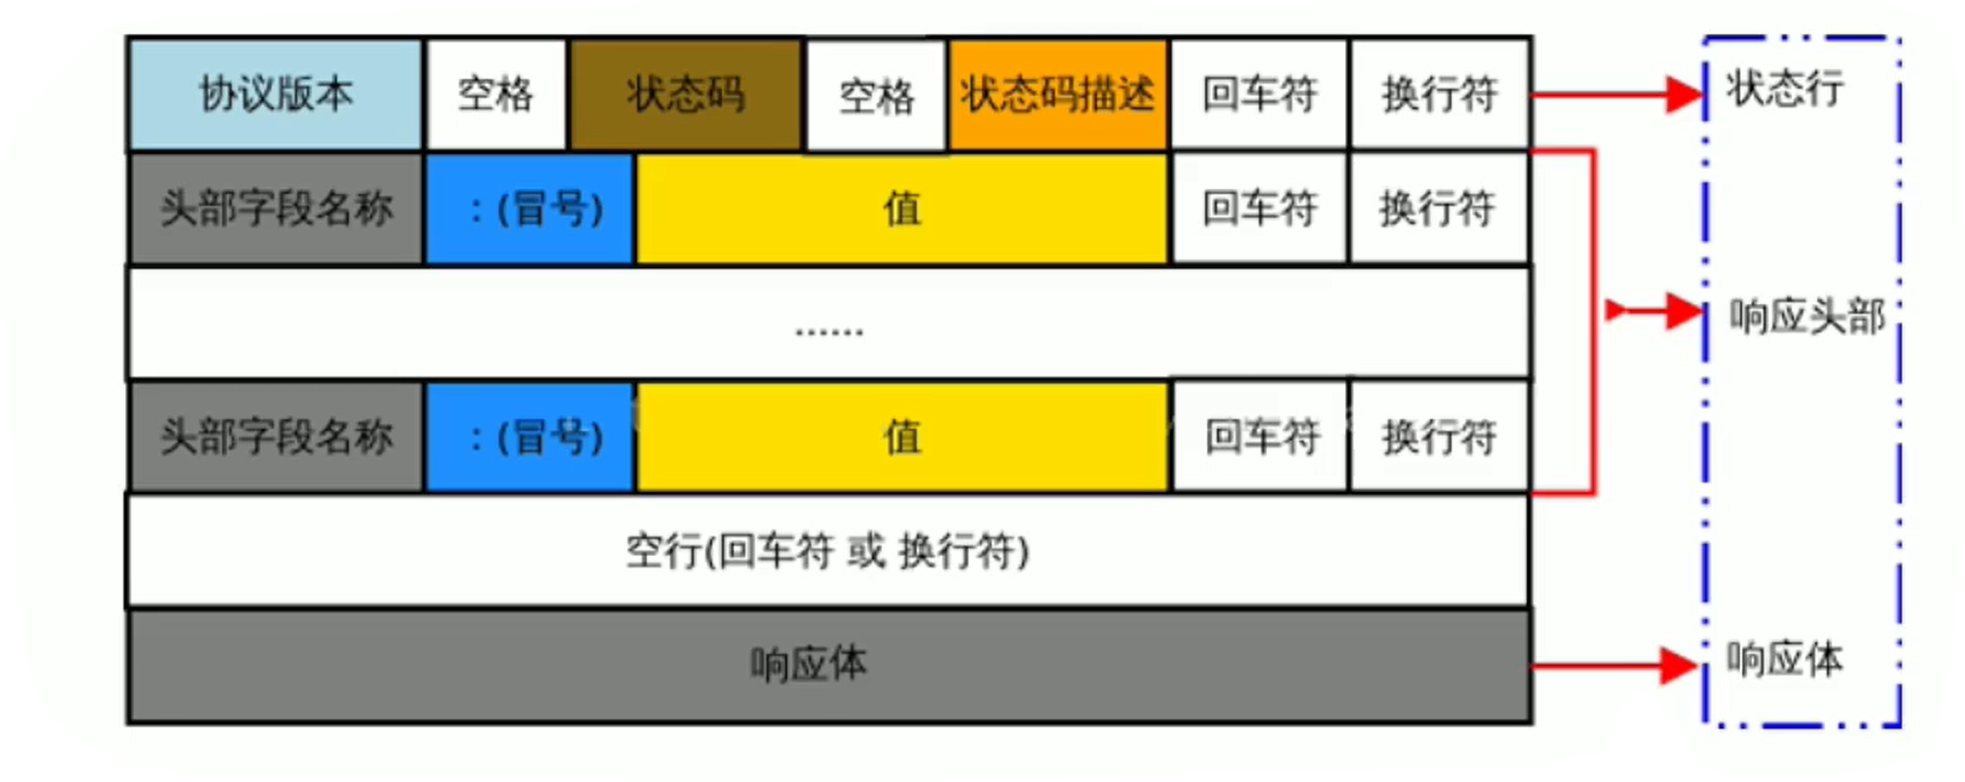 协议版本 空格 状态码 空格 状态码描述 回车符 换行符 状态行
头部字段名称 :(冒号) 值 回车符 换行符
...... 响应头部
头部字段名称 :(冒号) 值 回车符 换行符
空行(回车符 或 换行符)
响应体 响应体